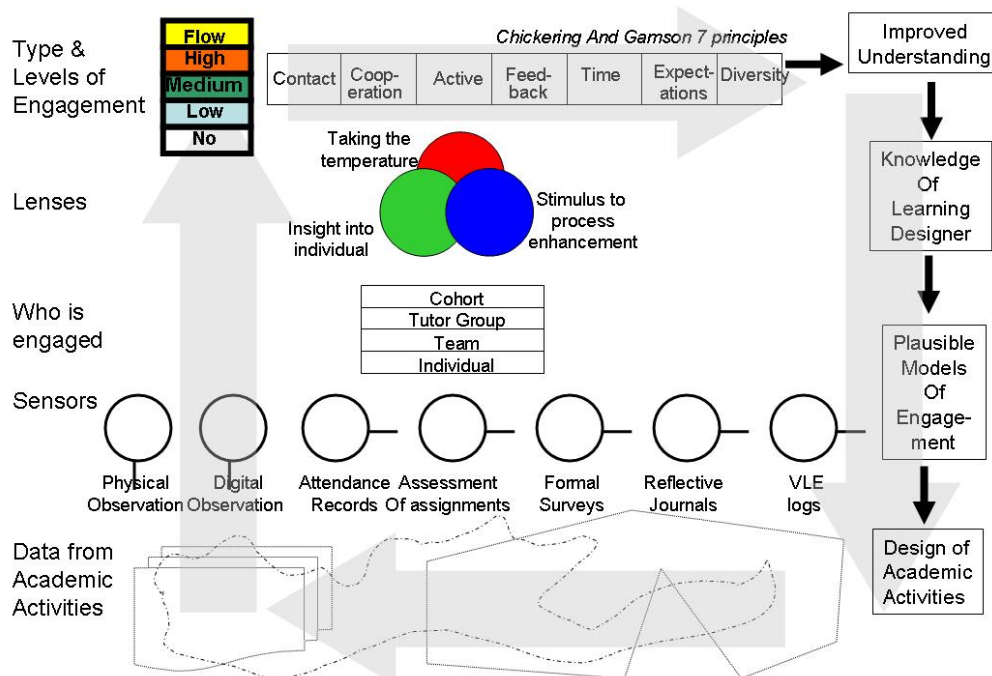 Type &
Levels of
Engagement
Flow
High
Medium
Low
No
Chickering And Gamson 7 principles
Contact
Coop-
eration
Active
Feed-
back
Time
Expect-
ations
Diversity
Improved
Understanding
Lenses
Taking the
temperature
Insight into
individual
Stimulus to
process
enhancement
Knowledge
Of
Learning
Designer
Who is
engaged
Cohort
Tutor Group
Team
Individual
Plausible
Models
Of
Engage-
ment
Sensors
Physical
Observation
Digital
Observation
Attendance
Records
Assessment
Of assignments
Formal
Surveys
Reflective
Journals
VLE
logs
Data from
Academic
Activities
Design of
Academic
Activities